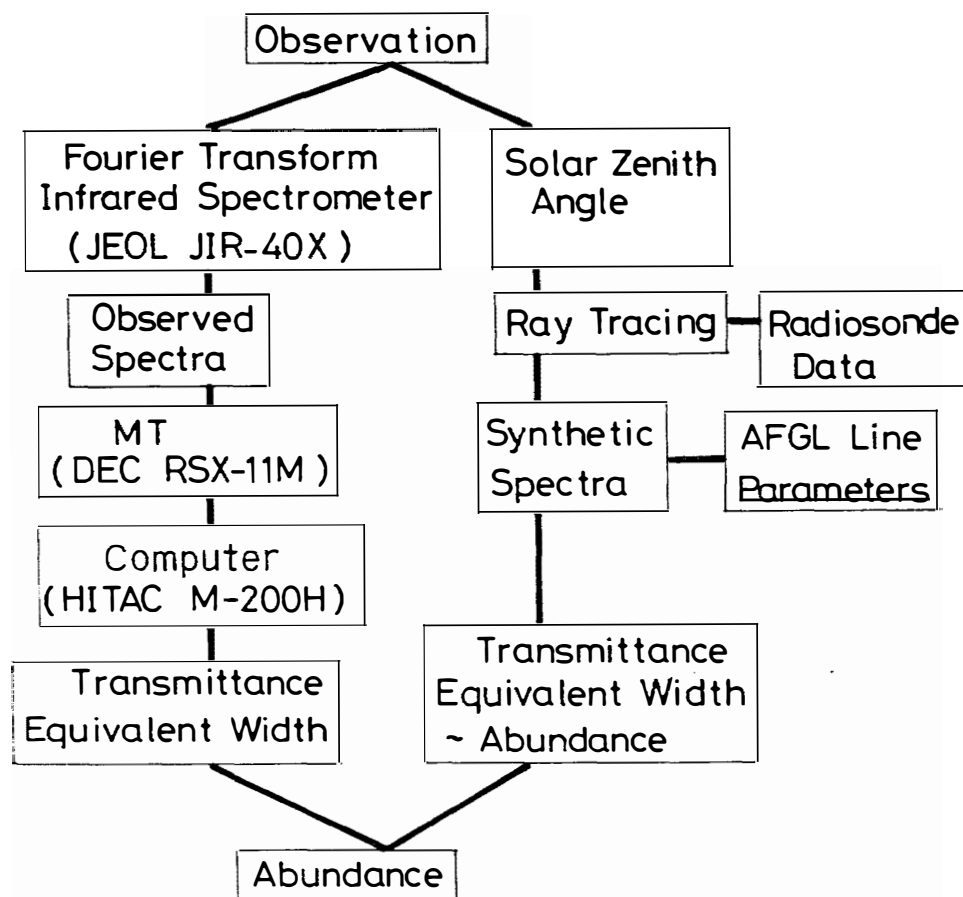 Observation
Fourier Transform
Infrared Spectrometer
(JEOL JIR-40X)
Solar Zenith
Angle
Observed
Spectra
Ray Tracing
Radiosonde
Data
MT
(DEC RSX-11M)
Synthetic
Spectra
AFGL Line
Parameters
Computer
(HITAC M-200H)
Transmittance
Equivalent Width
Transmittance
Equivalent Width
~ Abundance
Abundance